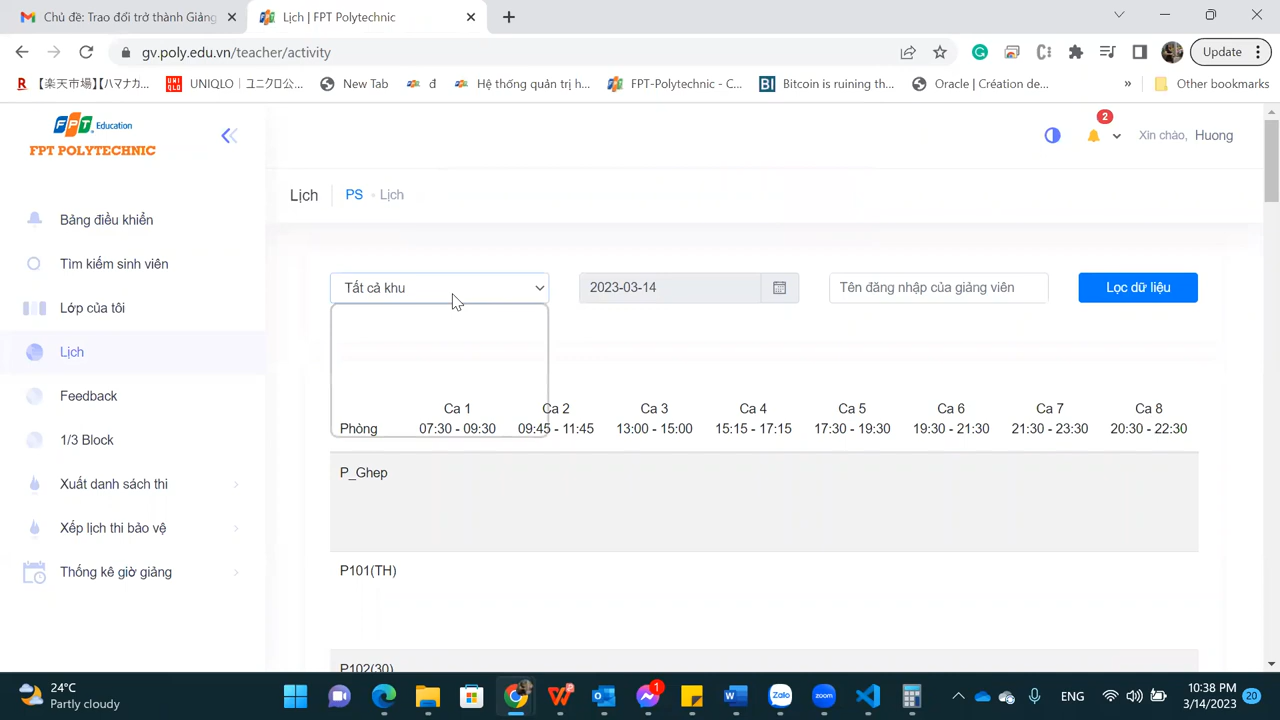 Chủ đề: Trao đổi trở thành Giảng
Lịch | FPT Polytechnic
gv.poly.edu.vn/teacher/activity
Update
【楽天市場】【ハマナカ...
UNIQLO | ユニクロ公...
New Tab
đ
Hệ thống quản trị h...
FPT-Polytechnic - C...
BI
Bitcoin is ruining th...
Oracle | Création de...
»
Other bookmarks
FPT Education
FPT POLYTECHNIC
2
Xin chào, Huong
Lịch
PS • Lịch
Bảng điều khiển
Tìm kiếm sinh viên
Lớp của tôi
Lịch
Feedback
1/3 Block
Xuất danh sách thi
Xếp lịch thi bảo vệ
Thống kê giờ giảng
Tất cả khu
2023-03-14
Tên đăng nhập của giảng viên
Lọc dữ liệu
Ca 1 Ca 2 Ca 3 Ca 4 Ca 5 Ca 6 Ca 7 Ca 8
Phòng 07:30 - 09:30 09:45 - 11:45 13:00 - 15:00 15:15 - 17:15 17:30 - 19:30 19:30 - 21:30 21:30 - 23:30 20:30 - 22:30
P_Ghep
P101(TH)
P102(30)
24°C
Partly cloudy
1
Zalo
zoom
ENG
10:38 PM
3/14/2023
20